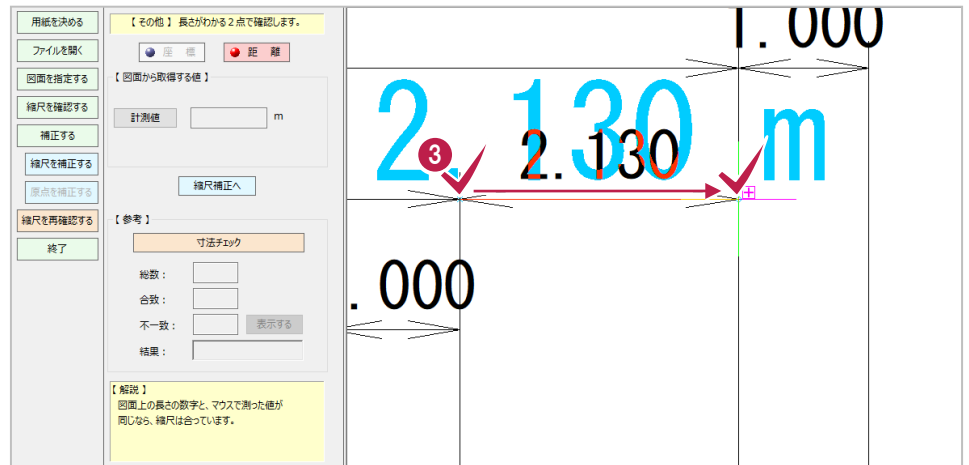 用紙を決める
ファイルを開く
図面を指定する
縮尺を確認する
補正する
縮尺を補正する
原点を補正する
縮尺を再確認する
終了
【 その他 】 長さがわかる2点で確認します。
座 標
距 離
【 図面から取得する値 】
計測値
m
縮尺補正へ
【 参考 】
寸法チェック
総数：
合致：
不一致：
表示する
結果：
【 解説 】
図面上の長さの数字と、マウスで測った値が
同じなら、縮尺は合っています。
1.000
2.130 m
2.130
3
.000